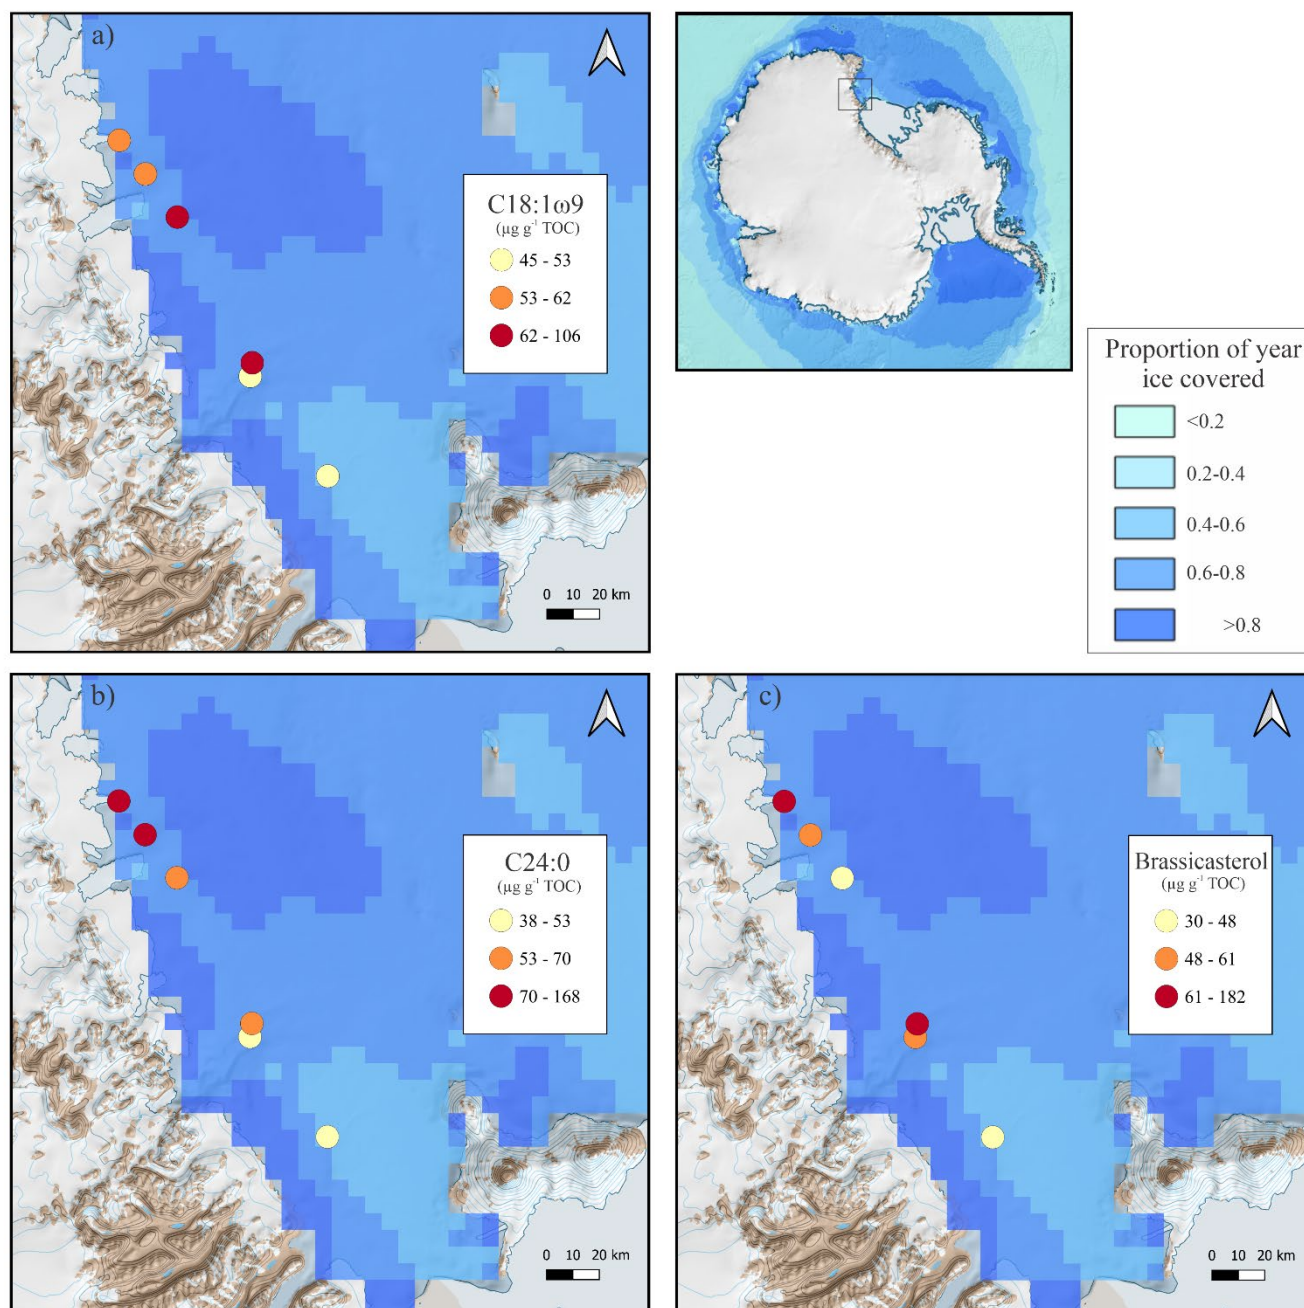 a)
C18:1ω9
(µg g⁻¹ TOC)
45 - 53
53 - 62
62 - 106
0 10 20 km
Proportion of year
ice covered
<0.2
0.2-0.4
0.4-0.6
0.6-0.8
>0.8
b)
C24:0
(µg g⁻¹ TOC)
38 - 53
53 - 70
70 - 168
0 10 20 km
c)
Brassicasterol
(µg g⁻¹ TOC)
30 - 48
48 - 61
61 - 182
0 10 20 km